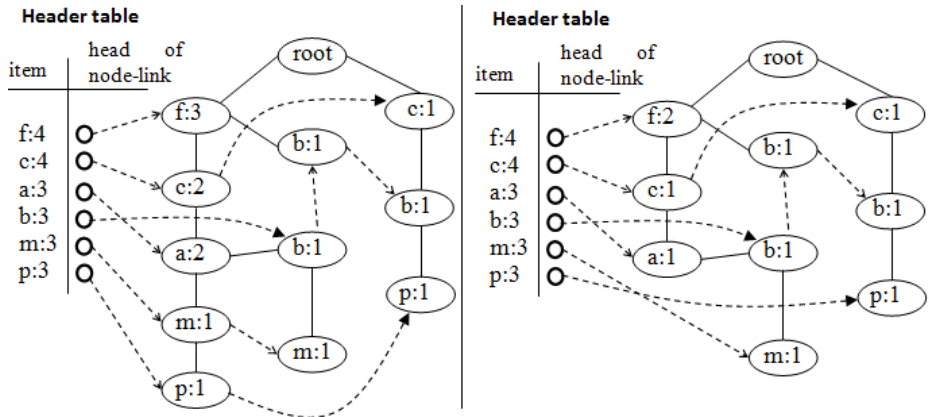 Header table
item
head of
node-link
f:4
c:4
a:3
b:3
m:3
p:3
root
f:3
c:1
b:1
c:2
b:1
a:2
b:1
p:1
m:1
m:1
p:1
Header table
item
head of
node-link
f:4
c:4
a:3
b:3
m:3
p:3
root
f:2
c:1
b:1
c:1
b:1
a:1
b:1
p:1
m:1